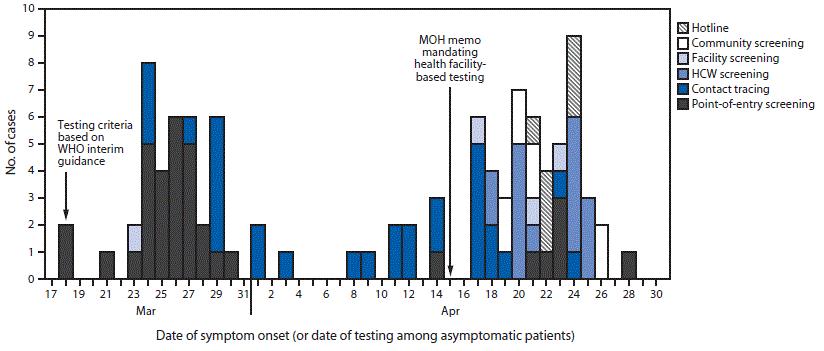 10
9
8
7
6
5
4
3
2
1
0
No. of cases
Testing criteria
based on
WHO interim
guidance
MOH memo
mandating
health facility-
based testing
Hotline
Community screening
Facility screening
HCW screening
Contact tracing
Point-of-entry screening
17 19 21 23 25 27 29 31 2 4 6 8 10 12 14 16 18 20 22 24 26 28 30
Mar Apr
Date of symptom onset (or date of testing among asymptomatic patients)